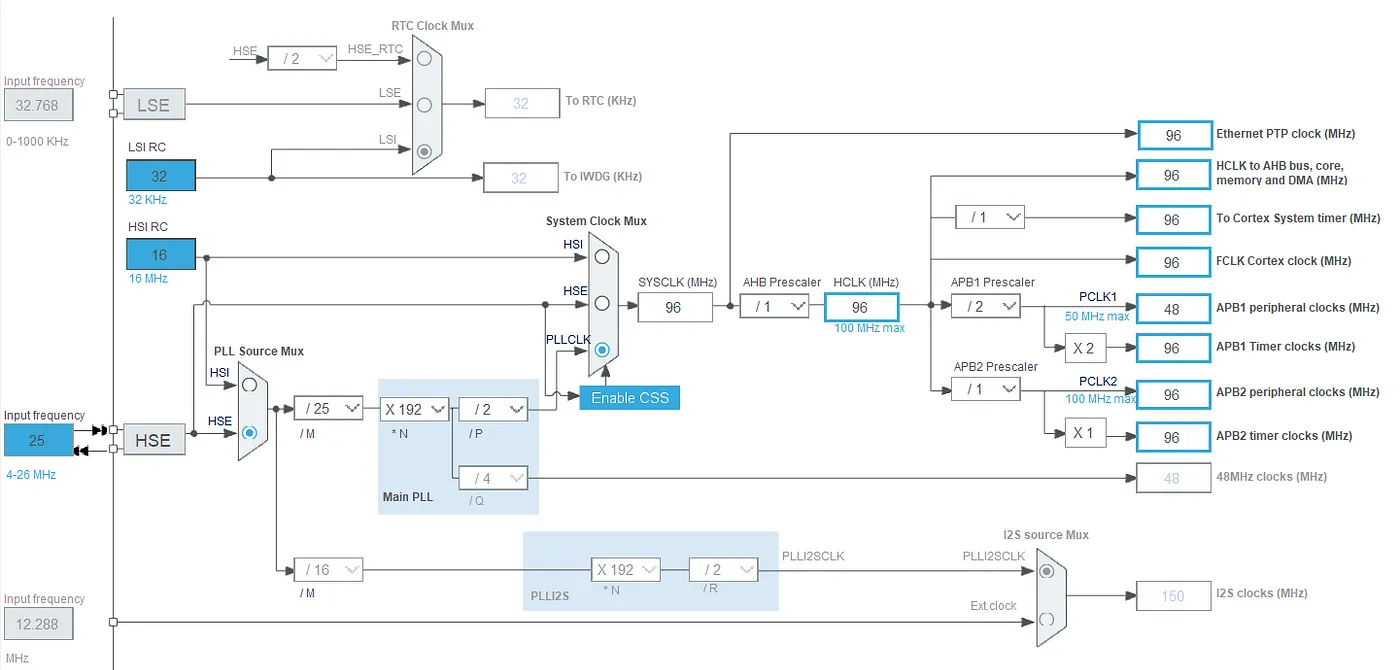 RTC Clock Mux
HSE
/ 2
HSE_RTC
Input frequency
32.768
0-1000 KHz
LSE
LSE
32
To RTC (KHz)
LSI
LSI RC
32
32 KHz
32
To IWDG (KHz)
HSI RC
16
16 MHz
System Clock Mux
HSI
HSE
PLLCLK
SYSCLK (MHz)
96
AHB Prescaler
/ 1
HCLK (MHz)
96
100 MHz max
Enable CSS
96
Ethernet PTP clock (MHz)
96
HCLK to AHB bus, core,
memory and DMA (MHz)
/ 1
96
To Cortex System timer (MHz)
96
FCLK Cortex clock (MHz)
APB1 Prescaler
/ 2
PCLK1
50 MHz max
48
APB1 peripheral clocks (MHz)
X 2
96
APB1 Timer clocks (MHz)
APB2 Prescaler
/ 1
PCLK2
100 MHz max
96
APB2 peripheral clocks (MHz)
X 1
96
APB2 timer clocks (MHz)
48
48MHz clocks (MHz)
PLL Source Mux
HSI
HSE
Input frequency
25
4-26 MHz
HSE
/ 25
/ M
X 192
* N
/ 2
/ P
/ 4
/ Q
Main PLL
/ 16
/ M
X 192
* N
/ 2
/ R
PLLI2S
PLLI2SCLK
I2S source Mux
PLLI2SCLK
Ext.clock
150
I2S clocks (MHz)
Input frequency
12.288
MHz